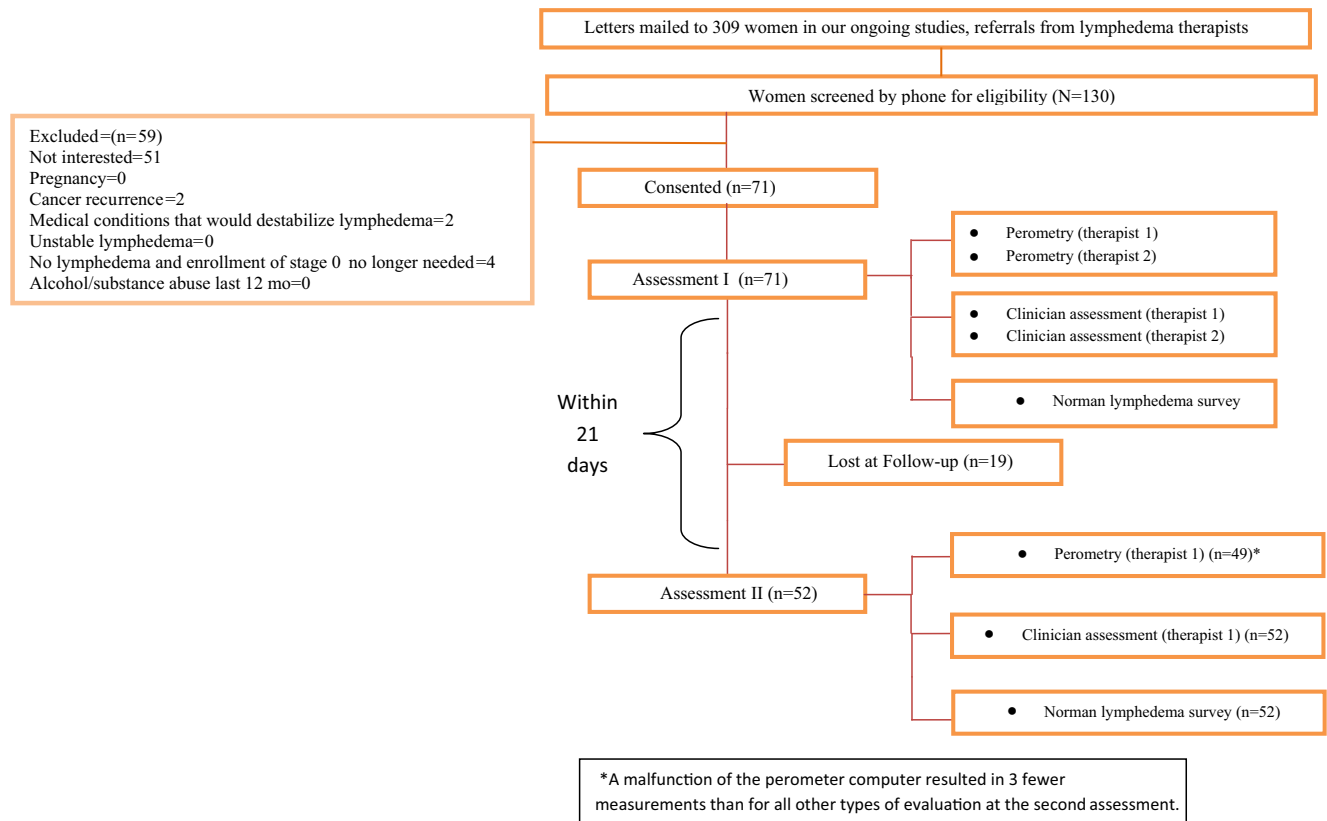 Letters mailed to 309 women in our ongoing studies, referrals from lymphedema therapists
Women screened by phone for eligibility (N=130)
Excluded=(n=59)
Not interested=51
Pregnancy=0
Cancer recurrence=2
Medical conditions that would destabilize lymphedema=2
Unstable lymphedema=0
No lymphedema and enrollment of stage 0 no longer needed=4
Alcohol/substance abuse last 12 mo=0
Consented (n=71)
Assessment I (n=71)
● Perometry (therapist 1)
● Perometry (therapist 2)
● Clinician assessment (therapist 1)
● Clinician assessment (therapist 2)
● Norman lymphedema survey
Within
21
days
Lost at Follow-up (n=19)
Assessment II (n=52)
● Perometry (therapist 1) (n=49)*
● Clinician assessment (therapist 1) (n=52)
● Norman lymphedema survey (n=52)
*A malfunction of the perometer computer resulted in 3 fewer
measurements than for all other types of evaluation at the second assessment.